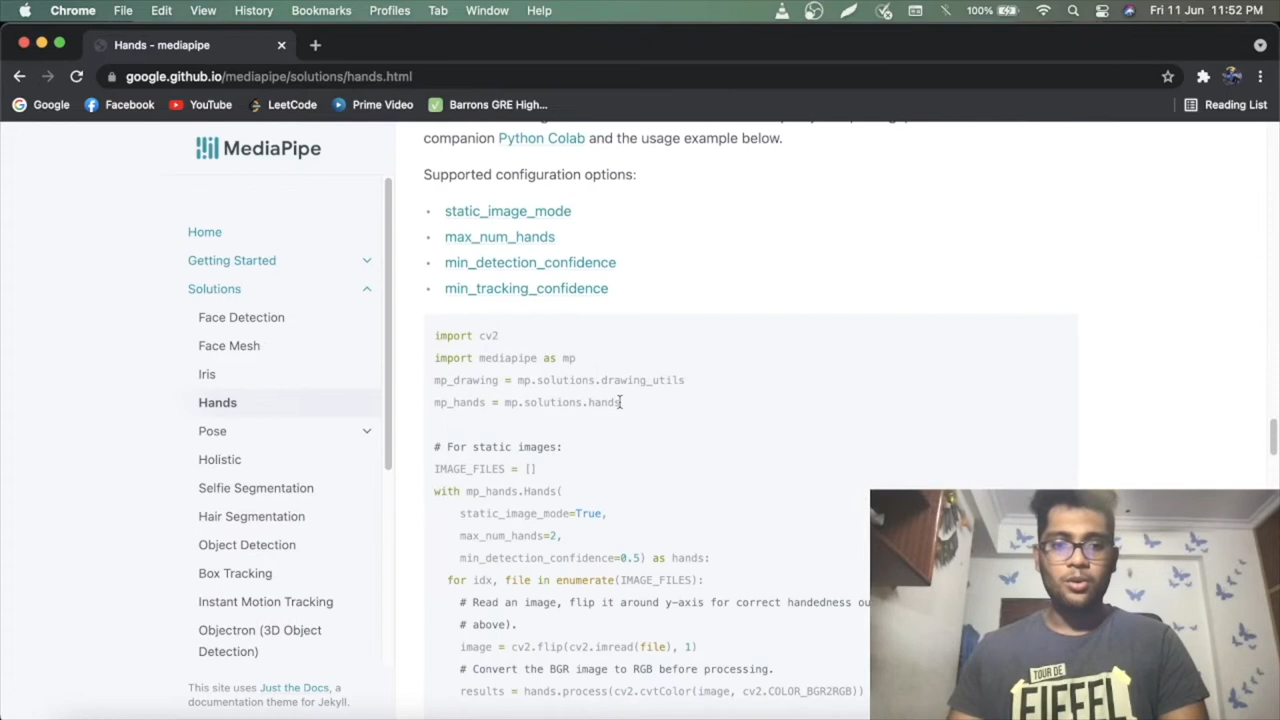 Chrome File Edit View History Bookmarks Profiles Tab Window Help 100% Fri 11 Jun 11:52 PM
Hands - mediapipe
google.github.io/mediapipe/solutions/hands.html
Google Facebook YouTube LeetCode Prime Video Barrons GRE High... Reading List
MediaPipe
Home
Getting Started
Solutions
Face Detection
Face Mesh
Iris
Hands
Pose
Holistic
Selfie Segmentation
Hair Segmentation
Object Detection
Box Tracking
Instant Motion Tracking
Objectron (3D Object
Detection)
This site uses Just the Docs, a
documentation theme for Jekyll.
companion Python Colab and the usage example below.
Supported configuration options:
static_image_mode
max_num_hands
min_detection_confidence
min_tracking_confidence
import cv2
import mediapipe as mp
mp_drawing = mp.solutions.drawing_utils
mp_hands = mp.solutions.hands
# For static images:
IMAGE_FILES = []
with mp_hands.Hands(
static_image_mode=True,
max_num_hands=2,
min_detection_confidence=0.5) as hands:
for idx, file in enumerate(IMAGE_FILES):
# Read an image, flip it around y-axis for correct handedness ou
# above).
image = cv2.flip(cv2.imread(file), 1)
# Convert the BGR image to RGB before processing.
results = hands.process(cv2.cvtColor(image, cv2.COLOR_BGR2RGB))
TOUR DE
EIFFEL